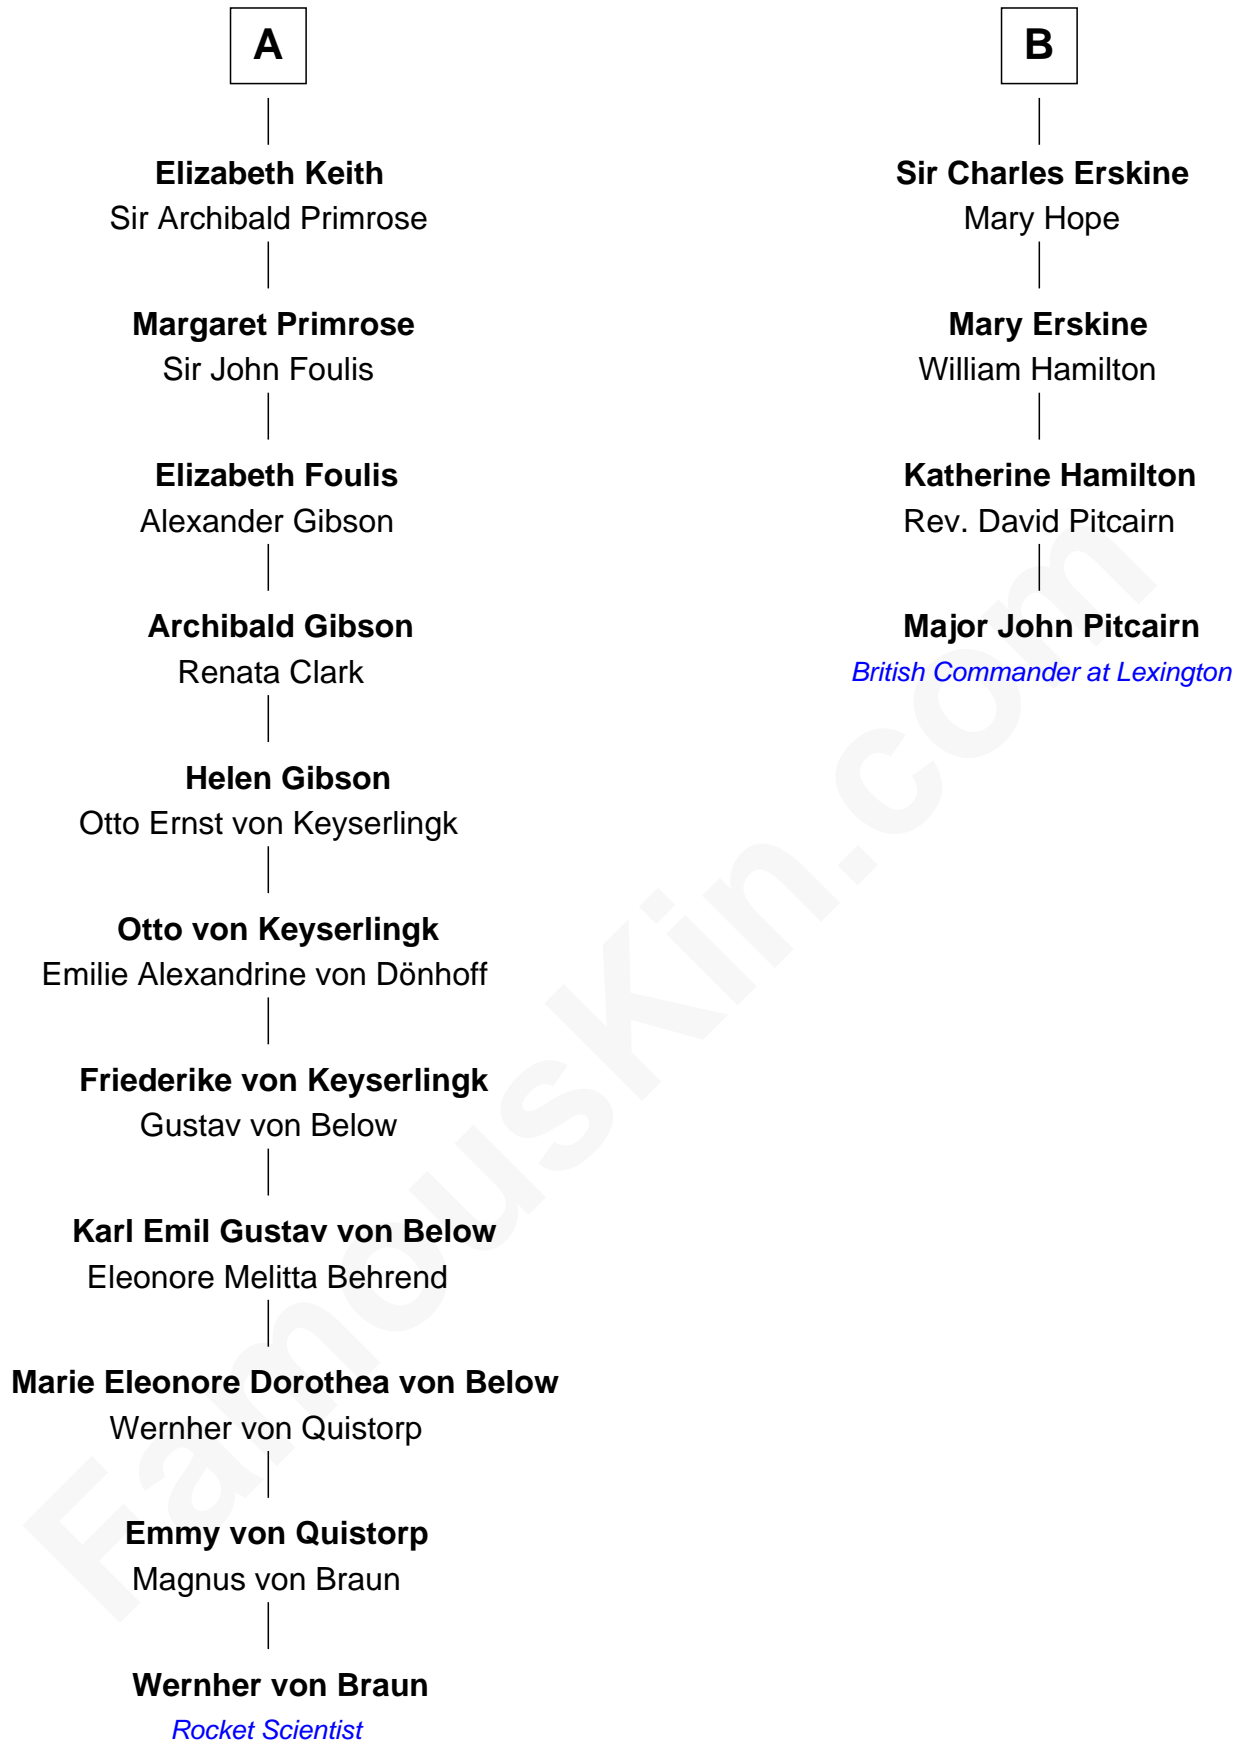 A
Elizabeth Keith
Sir Archibald Primrose
Margaret Primrose
Sir John Foulis
Elizabeth Foulis
Alexander Gibson
Archibald Gibson
Renata Clark
Helen Gibson
Otto Ernst von Keyserlingk
Otto von Keyserlingk
Emilie Alexandrine von Dönhoff
Friederike von Keyserlingk
Gustav von Below
Karl Emil Gustav von Below
Eleonore Melitta Behrend
Marie Eleonore Dorothea von Below
Wernher von Quistorp
Emmy von Quistorp
Magnus von Braun
Wernher von Braun
Rocket Scientist
B
Sir Charles Erskine
Mary Hope
Mary Erskine
William Hamilton
Katherine Hamilton
Rev. David Pitcairn
Major John Pitcairn
British Commander at Lexington
FamousKin.com